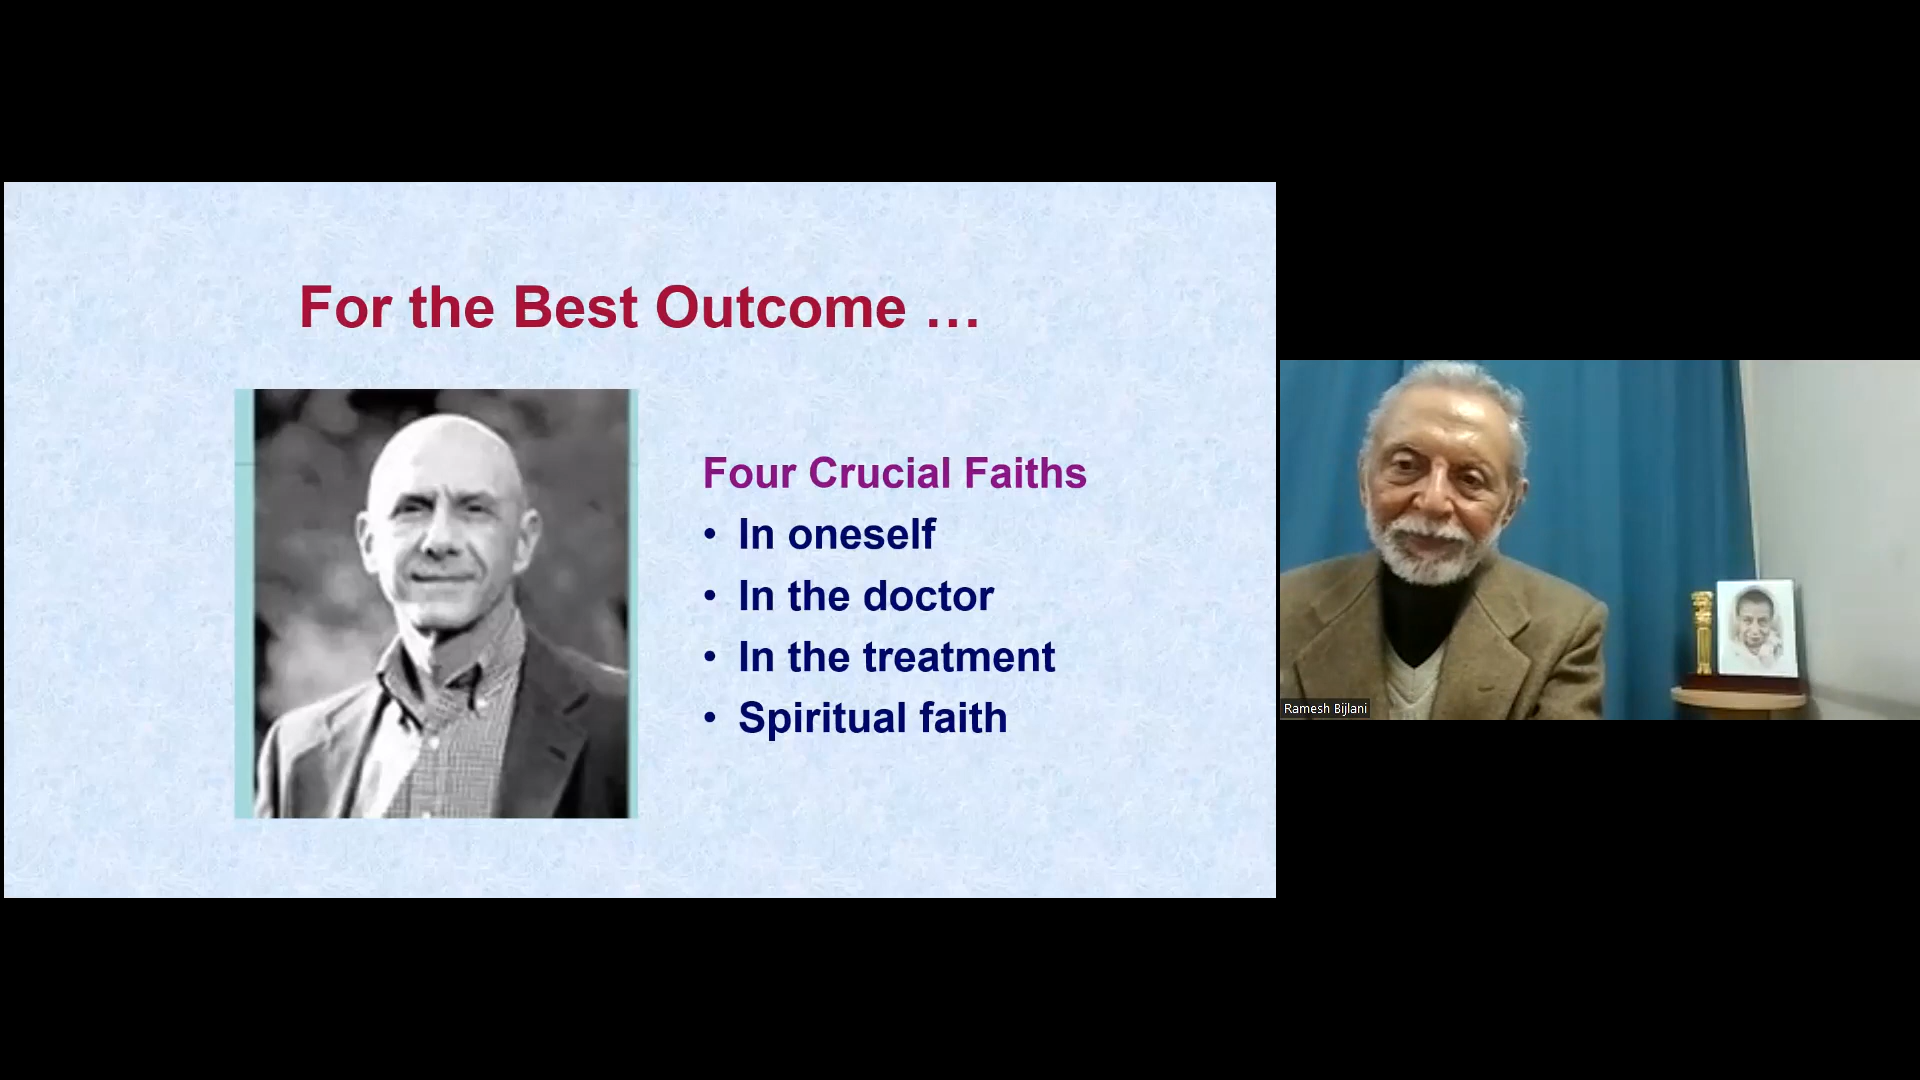 For the Best Outcome …
Four Crucial Faiths
• In oneself
• In the doctor
• In the treatment
• Spiritual faith
Ramesh Bijlani